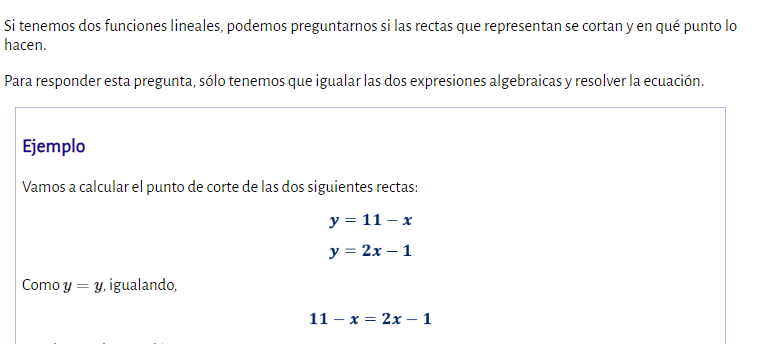 Si tenemos dos funciones lineales, podemos preguntarnos si las rectas que representan se cortan y en qué punto lo
hacen.
Para responder esta pregunta, sólo tenemos que igualar las dos expresiones algebraicas y resolver la ecuación.
Ejemplo
Vamos a calcular el punto de corte de las dos siguientes rectas:
y = 11 − x
y = 2x − 1
Como y = y, igualando,
11 − x = 2x − 1